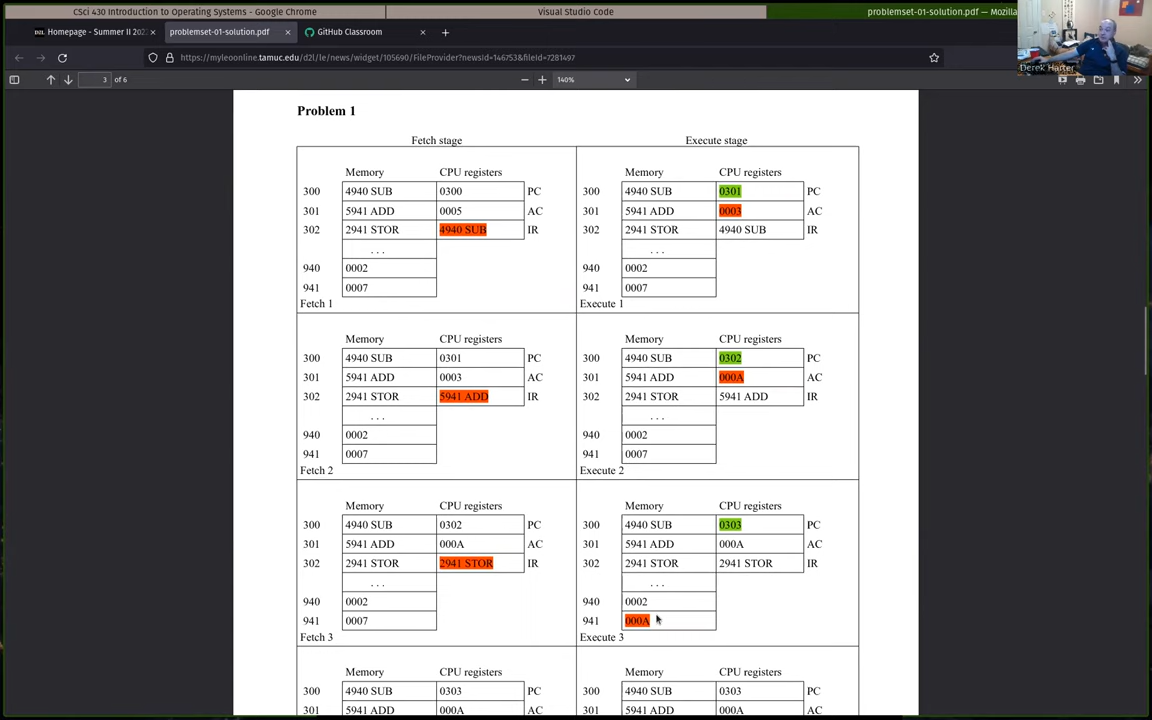 CSci 430 Introduction to Operating Systems - Google Chrome
Visual Studio Code
problemset-01-solution.pdf — Mozilla
Homepage - Summer II 202
problemset-01-solution.pdf
GitHub Classroom
https://myleoonline.tamuc.edu/d2l/le/news/widget/105690/FileProvider?newsId=146753&fileId=7281497
3 of 6
140%
Derek Harter
Problem 1
Fetch stage Execute stage
Memory CPU registers Memory CPU registers
300 4940 SUB 0300 PC 300 4940 SUB 0301 PC
301 5941 ADD 0005 AC 301 5941 ADD 0003 AC
302 2941 STOR 4940 SUB IR 302 2941 STOR 4940 SUB IR
. . . . . .
940 0002 940 0002
941 0007 941 0007
Fetch 1 Execute 1
Memory CPU registers Memory CPU registers
300 4940 SUB 0301 PC 300 4940 SUB 0302 PC
301 5941 ADD 0003 AC 301 5941 ADD 000A AC
302 2941 STOR 5941 ADD IR 302 2941 STOR 5941 ADD IR
. . . . . .
940 0002 940 0002
941 0007 941 0007
Fetch 2 Execute 2
Memory CPU registers Memory CPU registers
300 4940 SUB 0302 PC 300 4940 SUB 0303 PC
301 5941 ADD 000A AC 301 5941 ADD 000A AC
302 2941 STOR 2941 STOR IR 302 2941 STOR 2941 STOR IR
. . . . . .
940 0002 940 0002
941 0007 941 000A
Fetch 3 Execute 3
Memory CPU registers Memory CPU registers
300 4940 SUB 0303 PC 300 4940 SUB 0303 PC
301 5941 ADD 000A AC 301 5941 ADD 000A AC